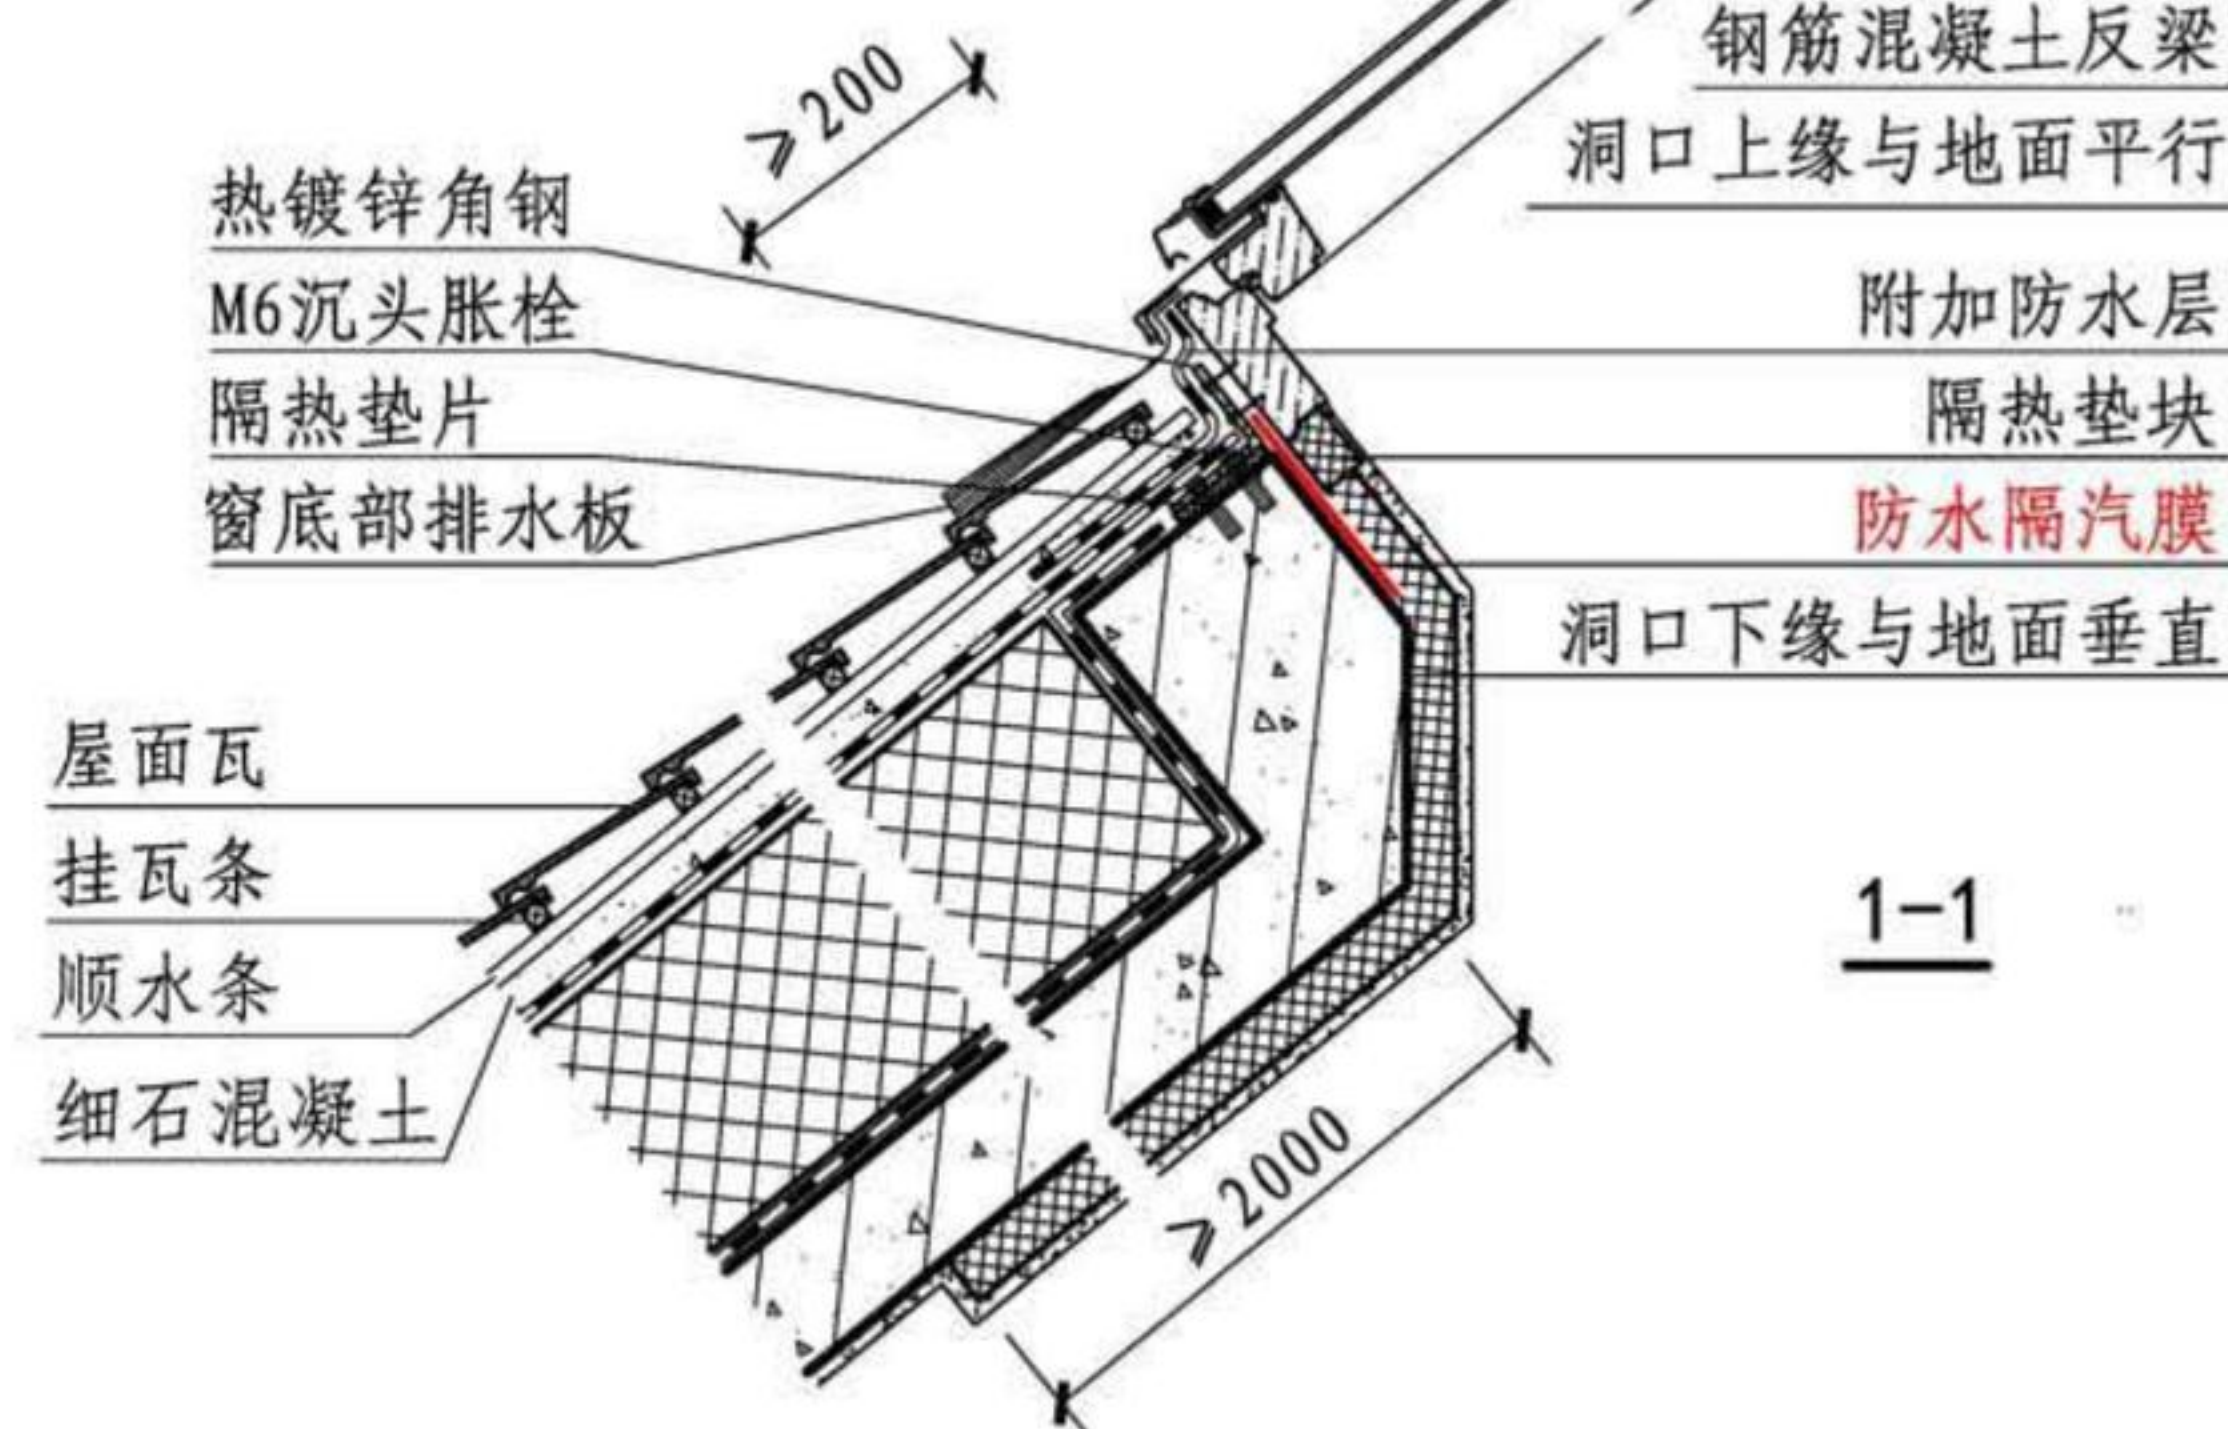 钢筋混凝土反梁
洞口上缘与地面平行
≥200
热镀锌角钢
M6沉头胀栓
隔热垫片
窗底部排水板
附加防水层
隔热垫块
防水隔汽膜
洞口下缘与地面垂直
屋面瓦
挂瓦条
顺水条
细石混凝土
1-1
≥2000